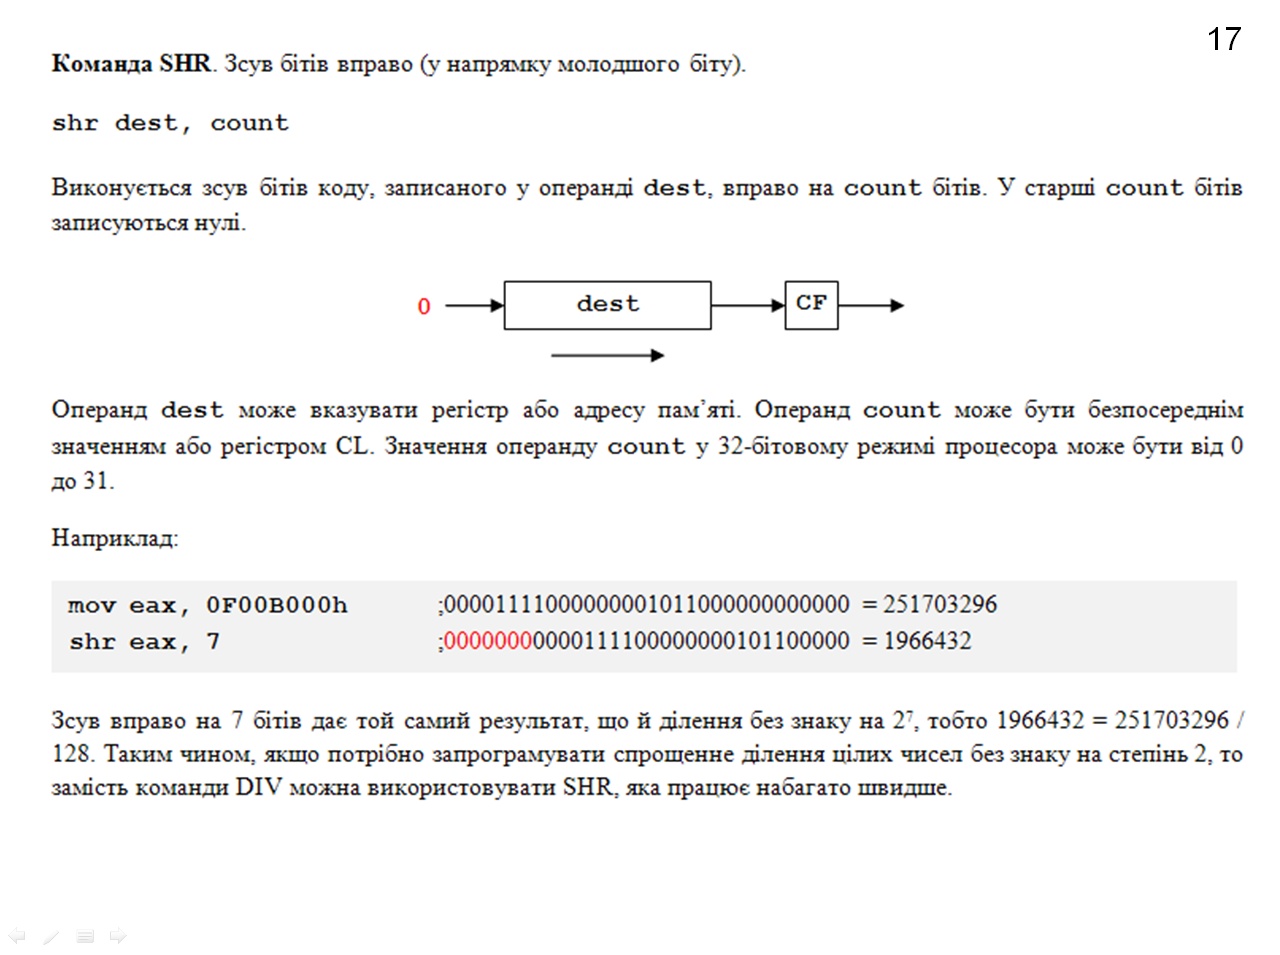 17
Команда SHR. Зсув бітів вправо (у напрямку молодшого біту).
shr dest, count
Виконується зсув бітів коду, записаного у операнді dest, вправо на count бітів. У старші count бітів
записуються нулі.
0 dest CF
Операнд dest може вказувати регістр або адресу пам’яті. Операнд count може бути безпосереднім
значенням або регістром CL. Значення операнду count у 32-бітовому режимі процесора може бути від 0
до 31.
Наприклад:
mov eax, 0F00B000h ;00001111000000001011000000000000 = 251703296
shr eax, 7 ;00000000000111100000000101100000 = 1966432
Зсув вправо на 7 бітів дає той самий результат, що й ділення без знаку на 2⁷, тобто 1966432 = 251703296 /
128. Таким чином, якщо потрібно запрограмувати спрощенне ділення цілих чисел без знаку на степінь 2, то
замість команди DIV можна використовувати SHR, яка працює набагато швидше.